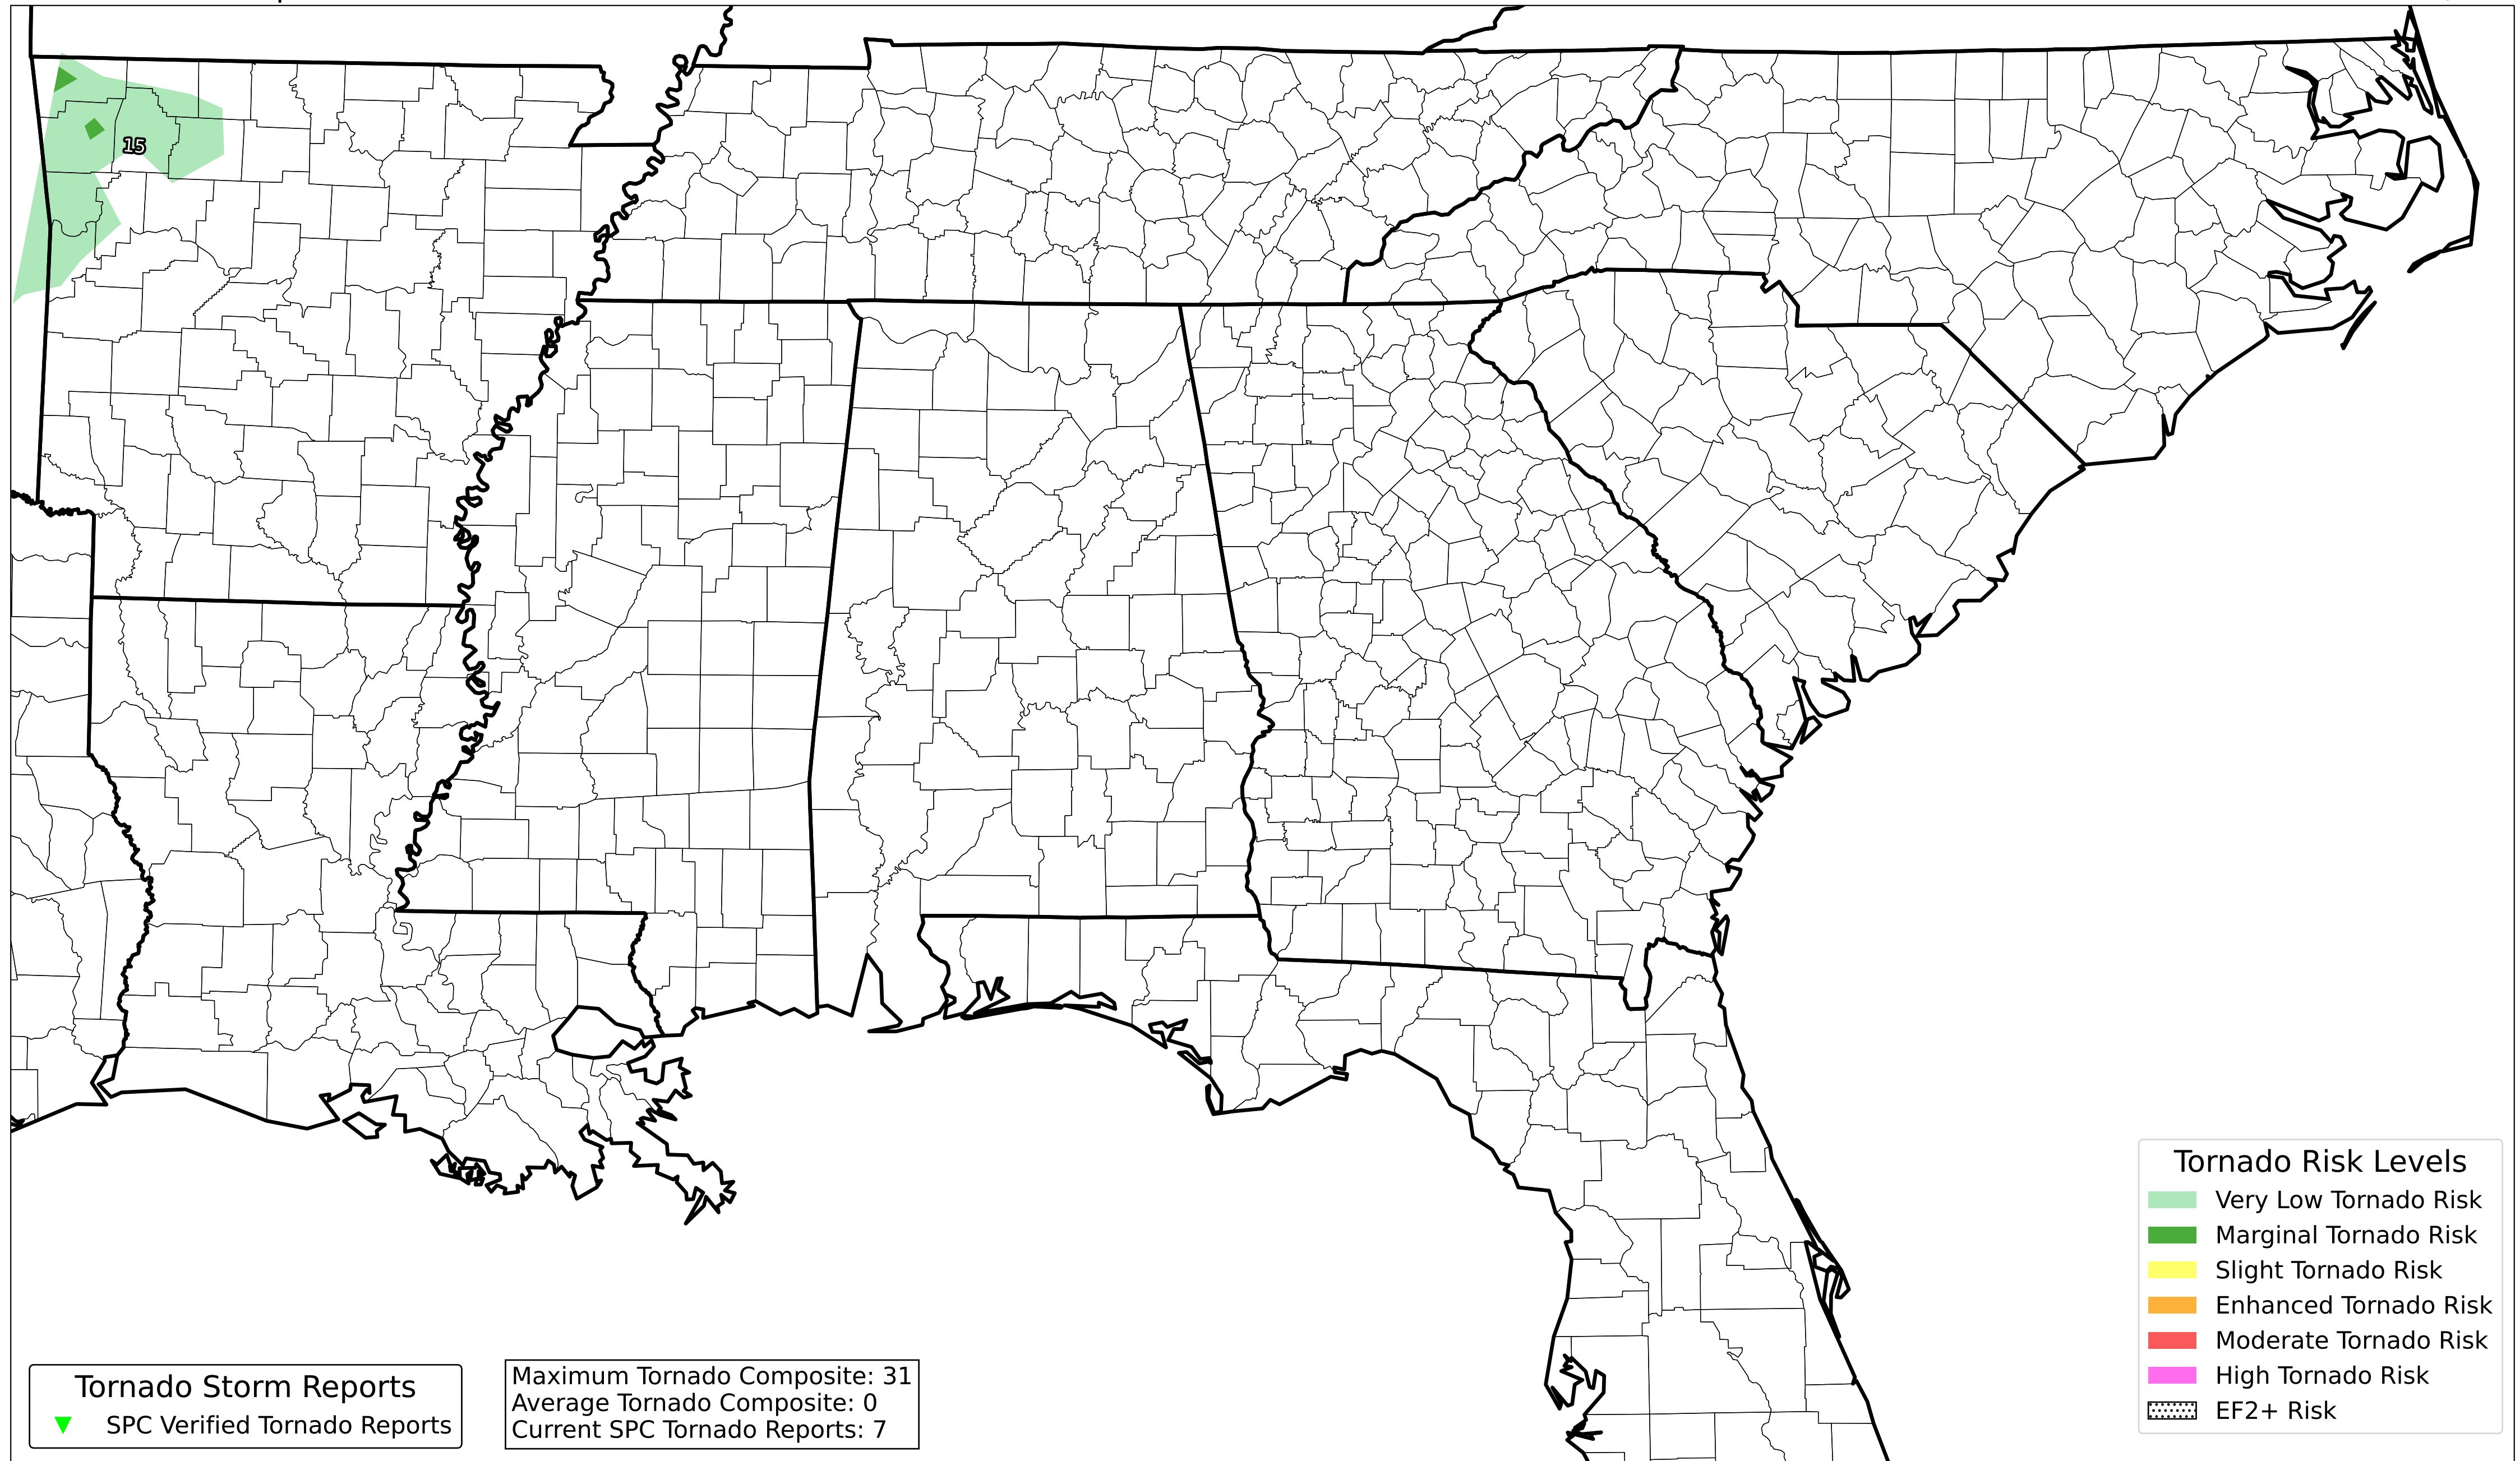 15
Tornado Storm Reports
SPC Verified Tornado Reports
Maximum Tornado Composite: 31
Average Tornado Composite: 0
Current SPC Tornado Reports: 7
Tornado Risk Levels
Very Low Tornado Risk
Marginal Tornado Risk
Slight Tornado Risk
Enhanced Tornado Risk
Moderate Tornado Risk
High Tornado Risk
EF2+ Risk